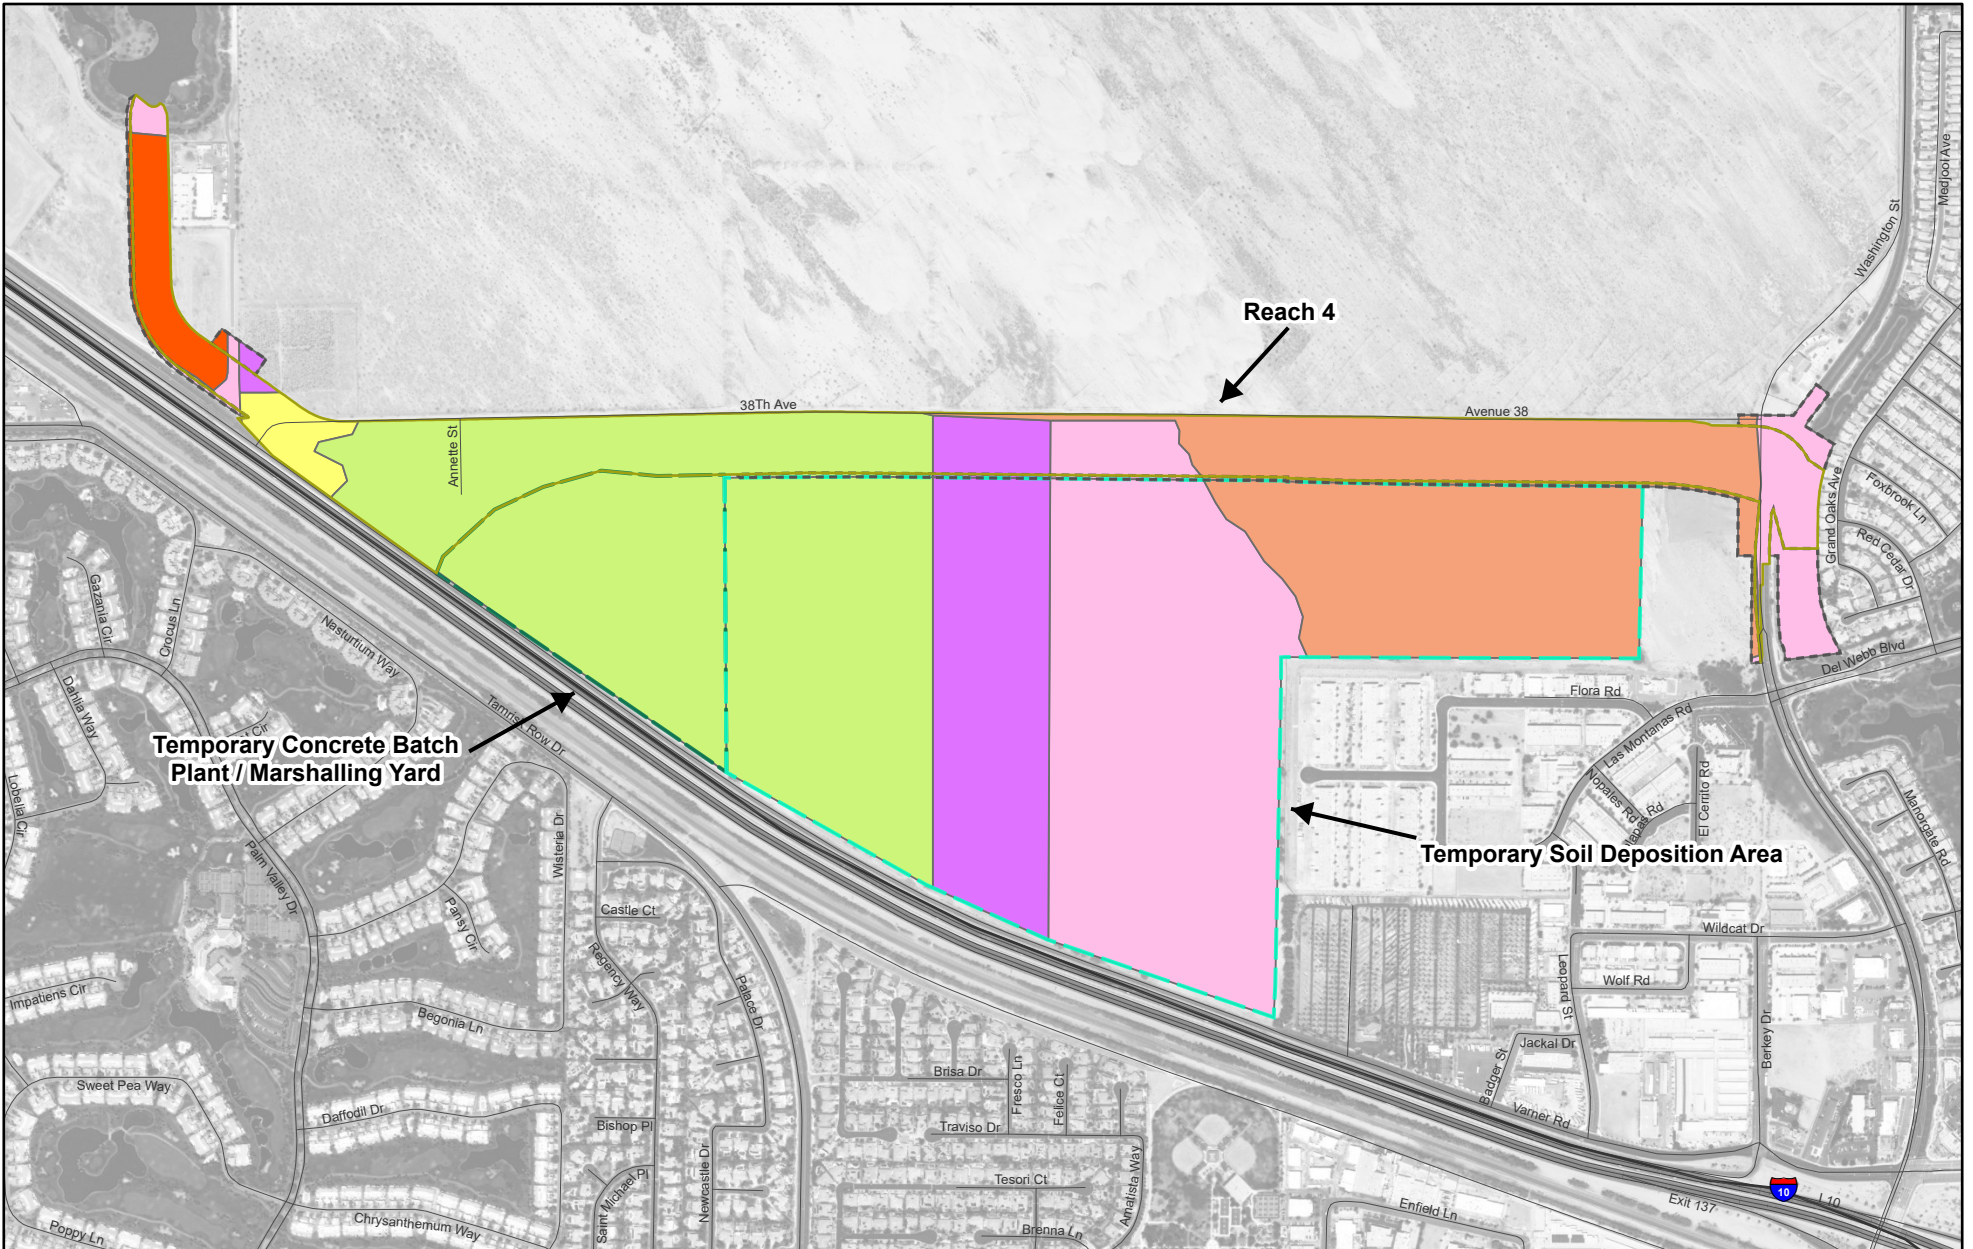 Medjool Ave
Washington St
Reach 4
38Th Ave
Avenue 38
Annette St
Grand Oaks Ave
Foxbrook Ln
Red Cedar Dr
Gazania Cir
Crocus Ln
Nasturtium Way
Del Webb Blvd
Dahlia Way
Flora Rd
Tamrisk Row Dr
Las Montanas Rd
Temporary Concrete Batch
Plant / Marshalling Yard
Cir
Lobelia Cir
Nopales Rd
Rd
El Cerrito Rd
Manorgate Rd
Temporary Soil Deposition Area
Palm Valley Dr
Wisteria Dr
Pansy Cir
Castle Ct
Regency Way
Palace Dr
Wildcat Dr
Leopard St
Wolf Rd
Impatiens Cir
Begonia Ln
Berkey Dr
Jackal Dr
Badger St
Brisa Dr
Fresco Ln
Felice Ct
Sweet Pea Way
Daffodil Dr
Bishop Pl
Traviso Dr
Varner Rd
Newcastle Dr
Saint Michael Pl
Tesori Ct
Amatista Way
10
I 10
Exit 137
Enfield Ln
Chrysanthemum Way
Poppy Ln
Brenna Ln